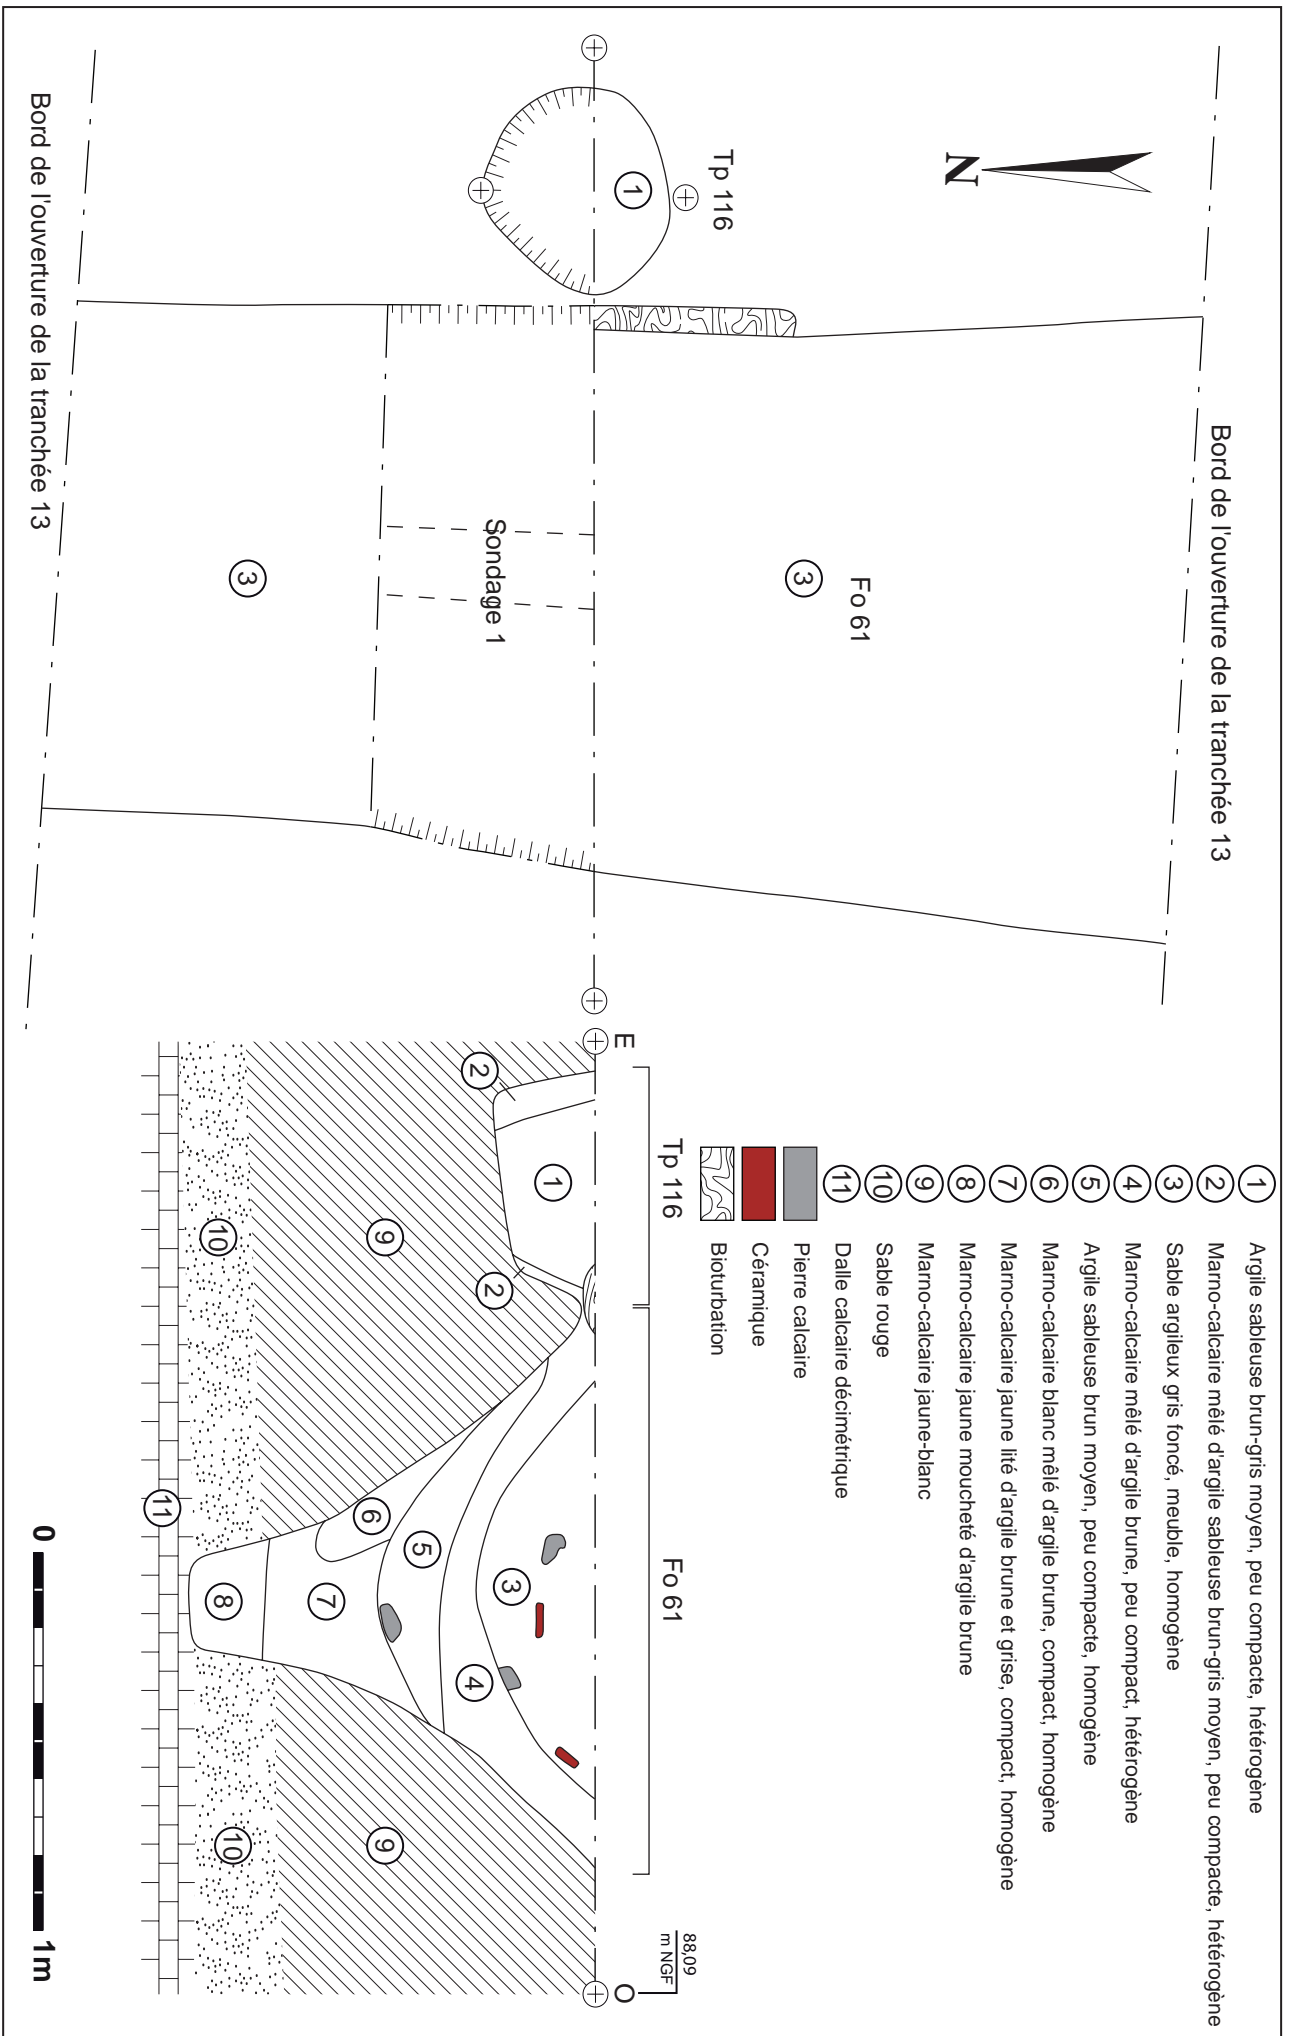 Bord de l'ouverture de la tranchée 13
N
Tp 116
1
Fo 61
3
Sondage 1
3
Bord de l'ouverture de la tranchée 13
1 Argile sableuse brun-gris moyen, peu compacte, hétérogène
2 Marno-calcaire mêlé d'argile sableuse brun-gris moyen, peu compacte, hétérogène
3 Sable argileux gris foncé, meuble, homogène
4 Marno-calcaire mêlé d'argile brune, peu compact, hétérogène
5 Argile sableuse brun moyen, peu compacte, homogène
6 Marno-calcaire blanc mêlé d'argile brune, compact, homogène
7 Marno-calcaire jaune lité d'argile brune et grise, compact, homogène
8 Marno-calcaire jaune moucheté d'argile brune
9 Marno-calcaire jaune-blanc
10 Sable rouge
11 Dalle calcaire décimétrique
Pierre calcaire
Céramique
Bioturbation
88,09
m NGF
Tp 116
Fo 61
E
O
2
1
2
3
4
5
6
7
8
9
9
10
10
11
0
1m